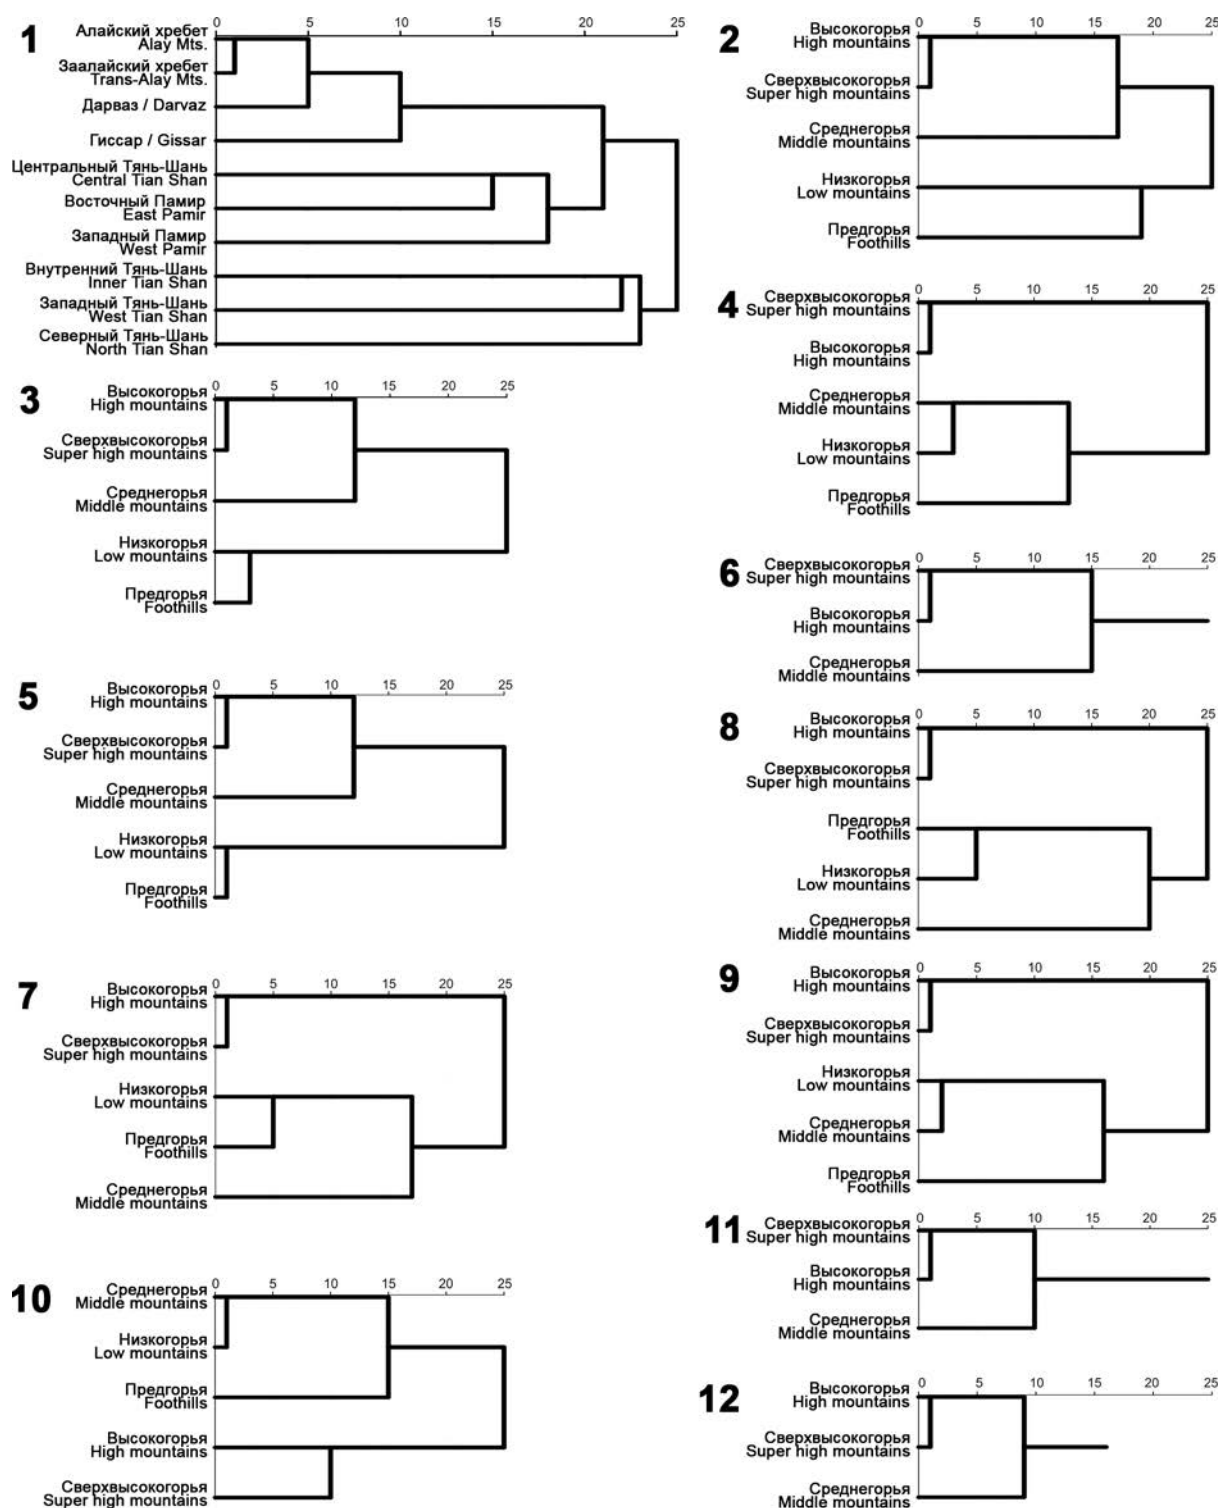 1
0 5 10 15 20 25
Алайский хребет
Alay Mts.
Заалайский хребет
Trans-Alay Mts.
Дарваз / Darvaz
Гиссар / Gissar
Центральный Тянь-Шань
Central Tian Shan
Восточный Памир
East Pamir
Западный Памир
West Pamir
Внутренний Тянь-Шань
Inner Tian Shan
Западный Тянь-Шань
West Tian Shan
Северный Тянь-Шань
North Tian Shan
2
0 5 10 15 20 25
Высокогорья
High mountains
Сверхвысокогорья
Super high mountains
Среднегорья
Middle mountains
Низкогорья
Low mountains
Предгорья
Foothills
3
0 5 10 15 20 25
Высокогорья
High mountains
Сверхвысокогорья
Super high mountains
Среднегорья
Middle mountains
Низкогорья
Low mountains
Предгорья
Foothills
4
0 5 10 15 20 25
Сверхвысокогорья
Super high mountains
Высокогорья
High mountains
Среднегорья
Middle mountains
Низкогорья
Low mountains
Предгорья
Foothills
5
0 5 10 15 20 25
Высокогорья
High mountains
Сверхвысокогорья
Super high mountains
Среднегорья
Middle mountains
Низкогорья
Low mountains
Предгорья
Foothills
6
0 5 10 15 20 25
Сверхвысокогорья
Super high mountains
Высокогорья
High mountains
Среднегорья
Middle mountains
7
0 5 10 15 20 25
Высокогорья
High mountains
Сверхвысокогорья
Super high mountains
Низкогорья
Low mountains
Предгорья
Foothills
Среднегорья
Middle mountains
8
0 5 10 15 20 25
Высокогорья
High mountains
Сверхвысокогорья
Super high mountains
Предгорья
Foothills
Низкогорья
Low mountains
Среднегорья
Middle mountains
9
0 5 10 15 20 25
Высокогорья
High mountains
Сверхвысокогорья
Super high mountains
Низкогорья
Low mountains
Среднегорья
Middle mountains
Предгорья
Foothills
10
0 5 10 15 20 25
Среднегорья
Middle mountains
Низкогорья
Low mountains
Предгорья
Foothills
Высокогорья
High mountains
Сверхвысокогорья
Super high mountains
11
0 5 10 15 20 25
Сверхвысокогорья
Super high mountains
Высокогорья
High mountains
Среднегорья
Middle mountains
12
0 5 10 15 20 25
Высокогорья
High mountains
Сверхвысокогорья
Super high mountains
Среднегорья
Middle mountains